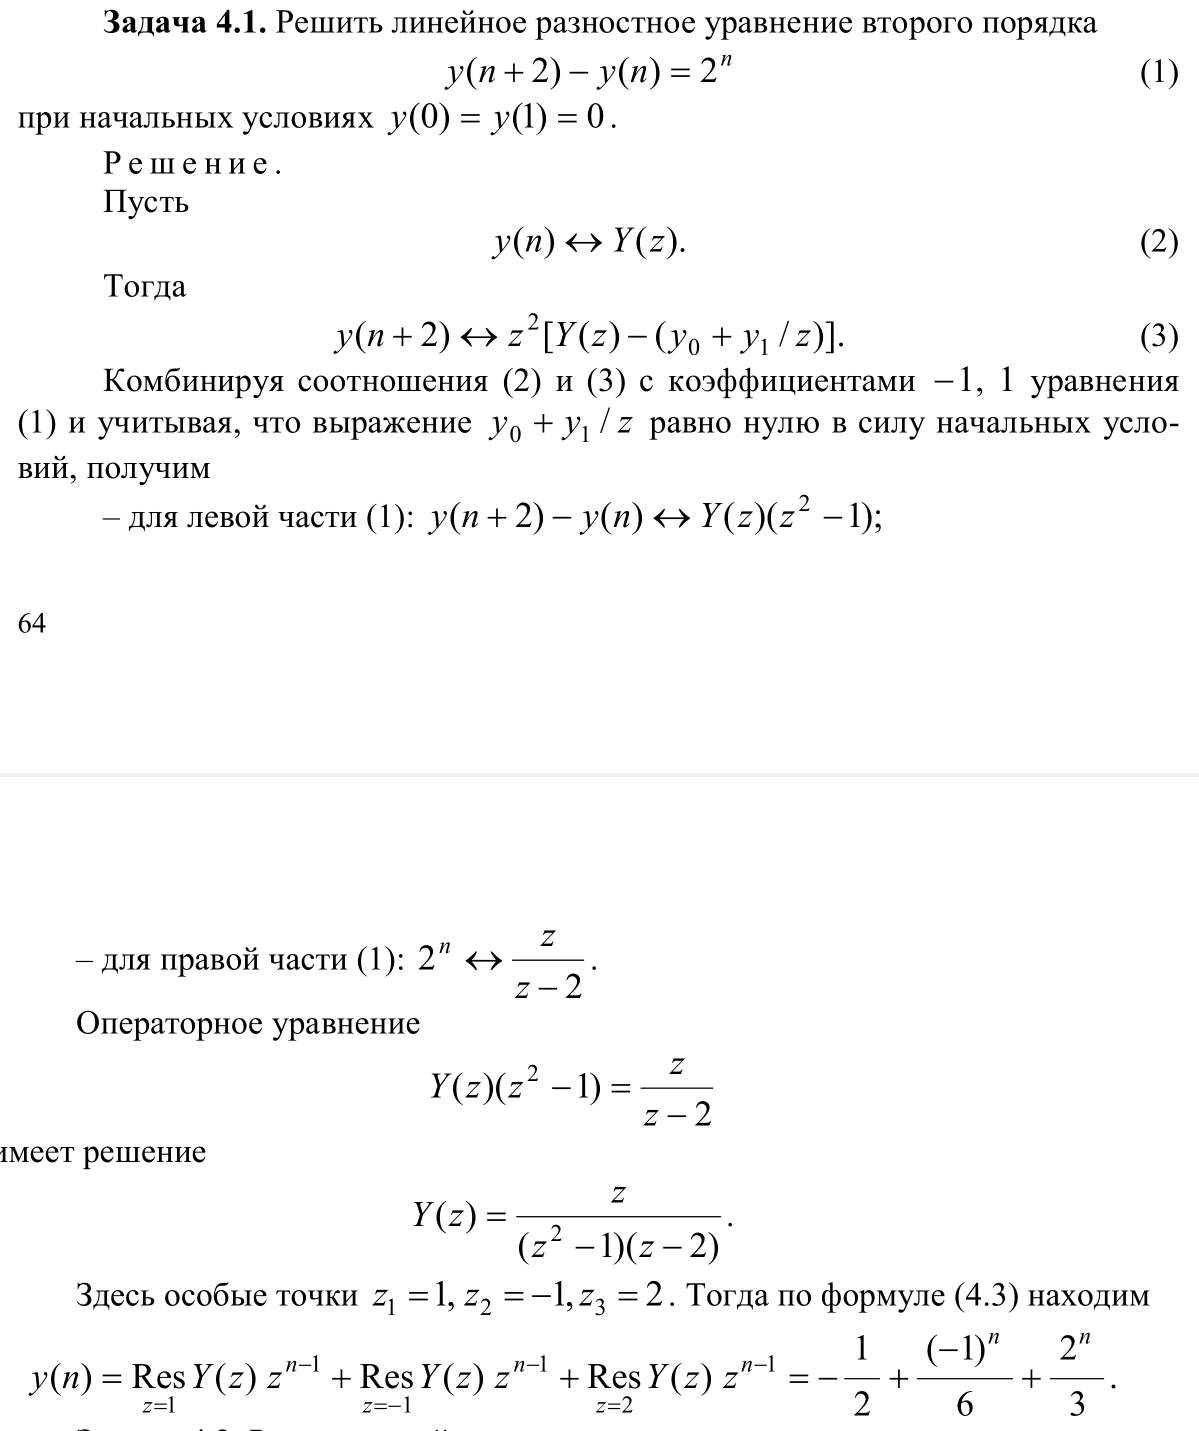 Задача 4.1. Решить линейное разностное уравнение второго порядка
y(n + 2) − y(n) = 2^n (1)
при начальных условиях y(0) = y(1) = 0 .
Решение.
Пусть
y(n) ↔ Y(z). (2)
Тогда
y(n + 2) ↔ z^2[Y(z) − (y_0 + y_1 / z)]. (3)
Комбинируя соотношения (2) и (3) с коэффициентами −1, 1 уравнения
(1) и учитывая, что выражение y_0 + y_1 / z равно нулю в силу начальных усло-
вий, получим
– для левой части (1): y(n + 2) − y(n) ↔ Y(z)(z^2 − 1);
64
– для правой части (1): 2^n ↔ z/(z − 2).
Операторное уравнение
Y(z)(z^2 − 1) = z/(z − 2)
имеет решение
Y(z) = z/((z^2 − 1)(z − 2)).
Здесь особые точки z_1 = 1, z_2 = −1, z_3 = 2. Тогда по формуле (4.3) находим
y(n) = Res_{z=1} Y(z) z^{n−1} + Res_{z=−1} Y(z) z^{n−1} + Res_{z=2} Y(z) z^{n−1} = −1/2 + (−1)^n/6 + 2^n/3.